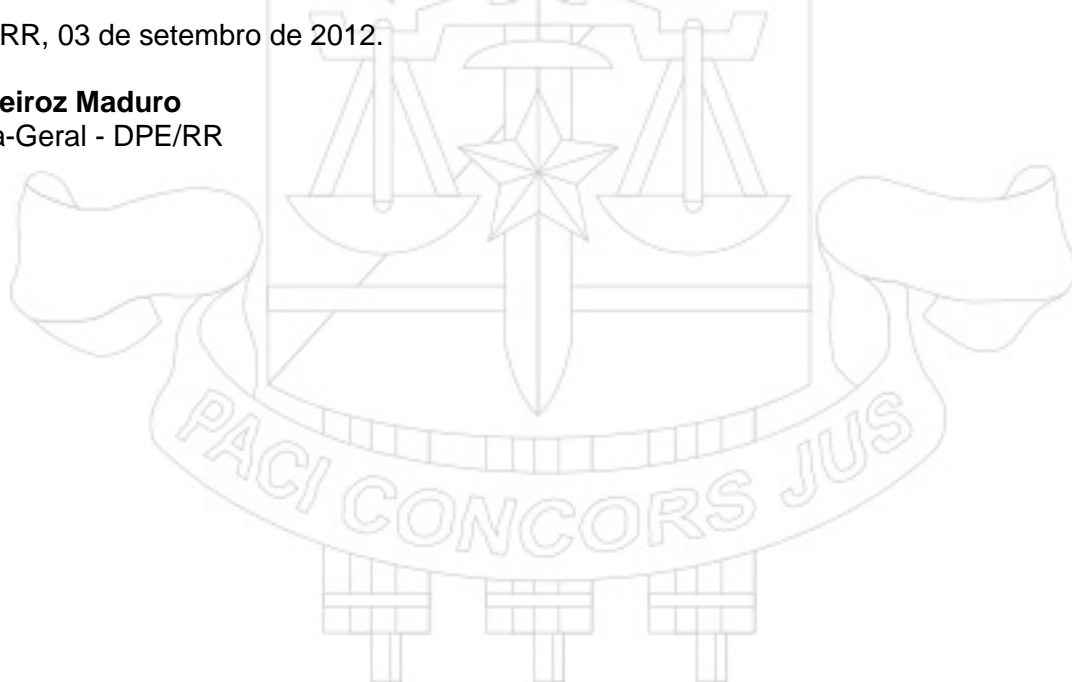 RR, 03 de setembro de 2012.
eiroz Maduro
a-Geral - DPE/RR
PACI CONCORS JUS